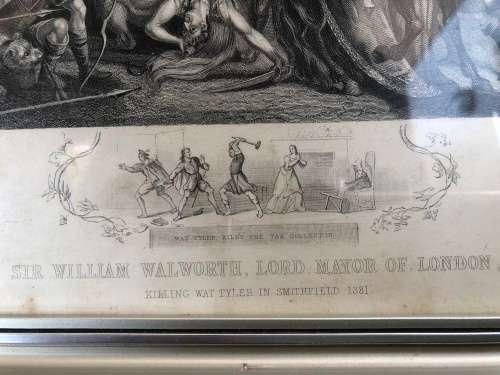 WAT TYLER KILLS THE TAX COLLECTOR
SIR WILLIAM WALWORTH, LORD MAYOR OF LONDON,
KILLING WAT TYLER IN SMITHFIELD 1381